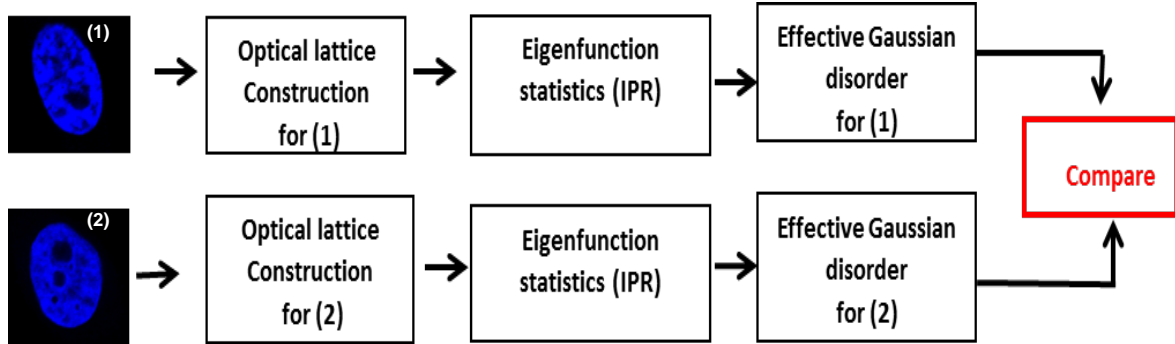 (1)
Optical lattice
Construction
for (1)
Eigenfunction
statistics (IPR)
Effective Gaussian
disorder
for (1)
Compare
(2)
Optical lattice
Construction
for (2)
Eigenfunction
statistics (IPR)
Effective Gaussian
disorder
for (2)